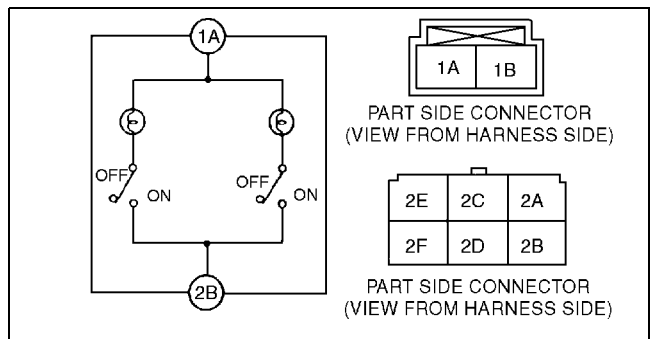 1A
OFF
ON
OFF
ON
2B
1A 1B
PART SIDE CONNECTOR
(VIEW FROM HARNESS SIDE)
2E 2C 2A
2F 2D 2B
PART SIDE CONNECTOR
(VIEW FROM HARNESS SIDE)